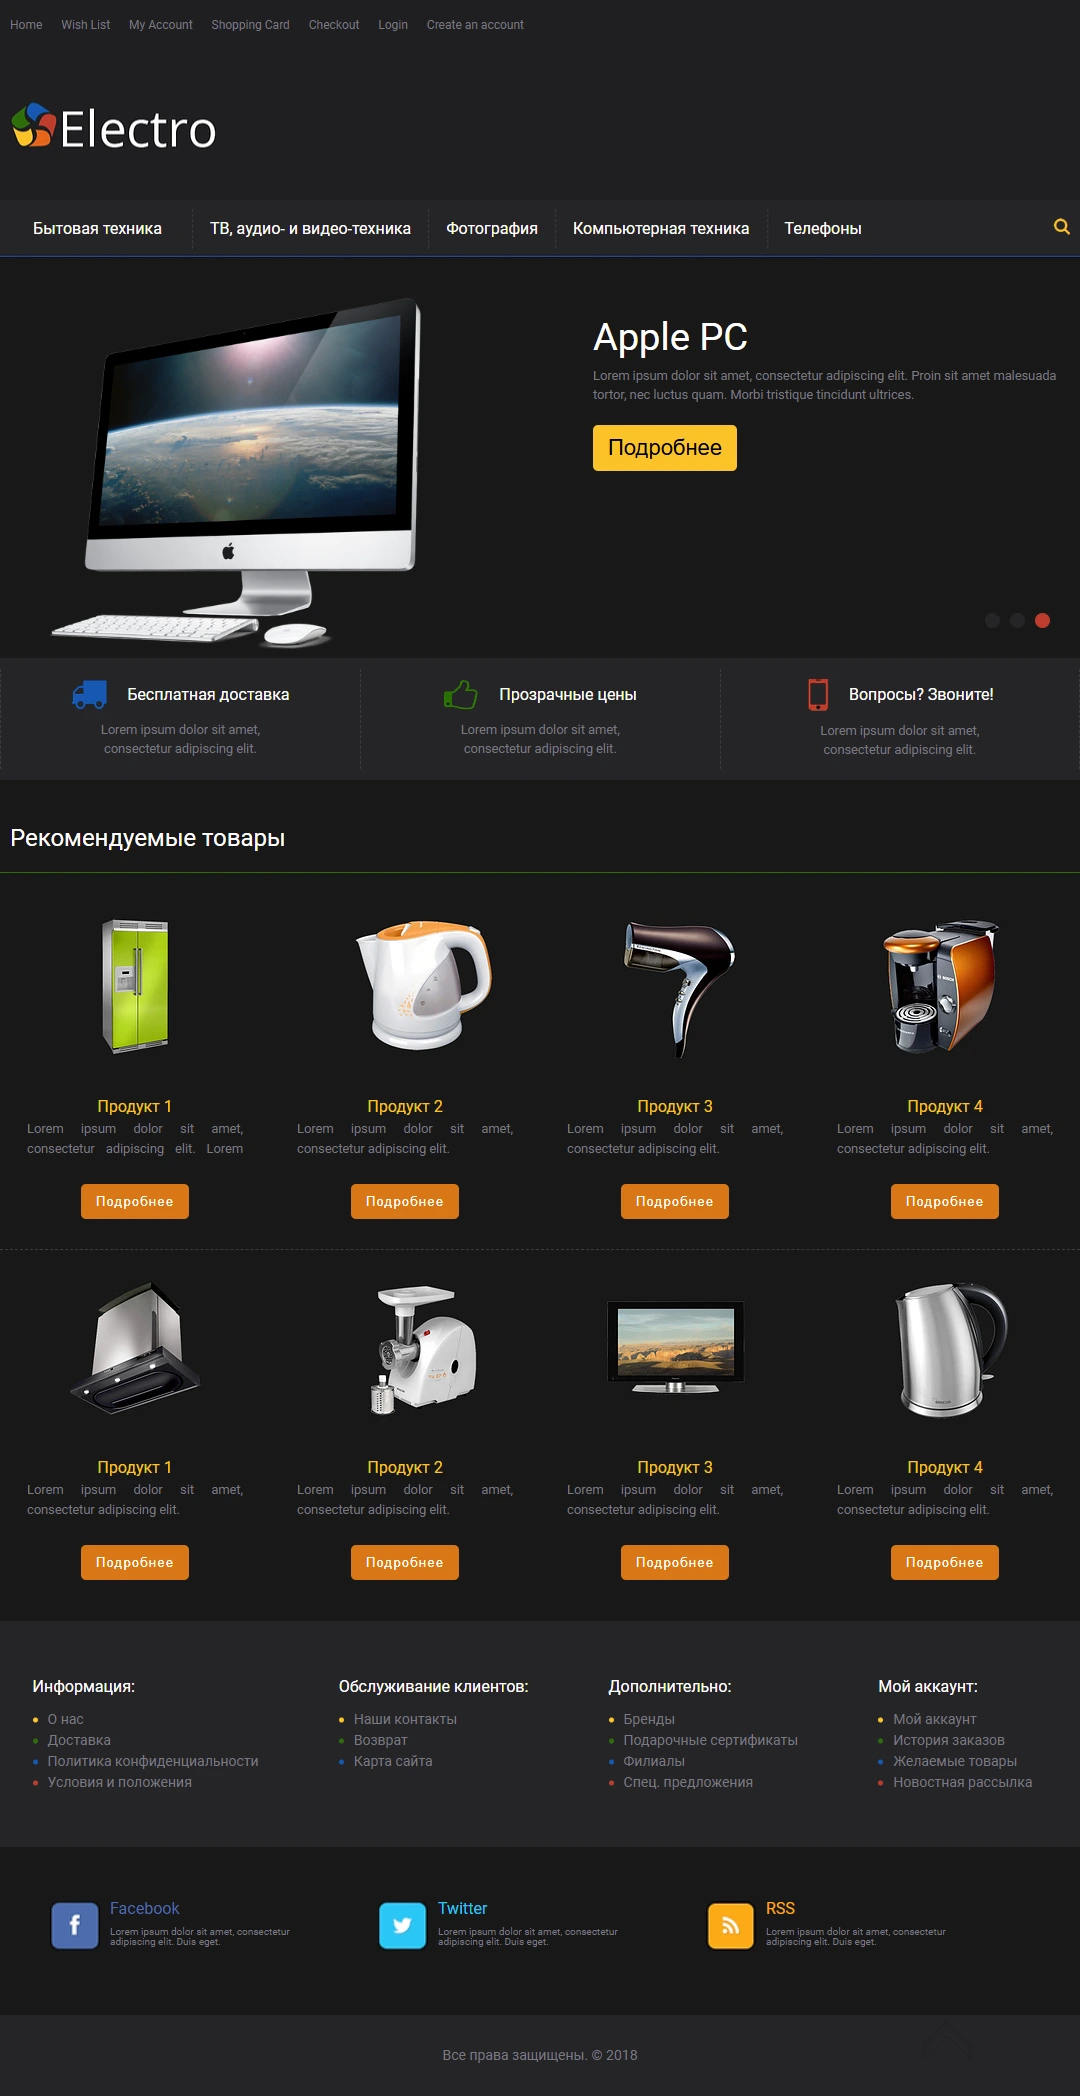 Home Wish List My Account Shopping Card Checkout Login Create an account
Electro
Бытовая техника ТВ, аудио- и видео-техника Фотография Компьютерная техника Телефоны
Apple PC
Lorem ipsum dolor sit amet, consectetur adipiscing elit. Proin sit amet malesuada
tortor, nec luctus quam. Morbi tristique tincidunt ultrices.
Подробнее
Бесплатная доставка
Lorem ipsum dolor sit amet,
consectetur adipiscing elit.
Прозрачные цены
Lorem ipsum dolor sit amet,
consectetur adipiscing elit.
Вопросы? Звоните!
Lorem ipsum dolor sit amet,
consectetur adipiscing elit.
Рекомендуемые товары
Продукт 1
Lorem ipsum dolor sit amet,
consectetur adipiscing elit. Lorem
Подробнее
Продукт 2
Lorem ipsum dolor sit amet,
consectetur adipiscing elit.
Подробнее
Продукт 3
Lorem ipsum dolor sit amet,
consectetur adipiscing elit.
Подробнее
Продукт 4
Lorem ipsum dolor sit amet,
consectetur adipiscing elit.
Подробнее
Продукт 1
Lorem ipsum dolor sit amet,
consectetur adipiscing elit.
Подробнее
Продукт 2
Lorem ipsum dolor sit amet,
consectetur adipiscing elit.
Подробнее
Продукт 3
Lorem ipsum dolor sit amet,
consectetur adipiscing elit.
Подробнее
Продукт 4
Lorem ipsum dolor sit amet,
consectetur adipiscing elit.
Подробнее
Информация:
О нас
Доставка
Политика конфиденциальности
Условия и положения
Обслуживание клиентов:
Наши контакты
Возврат
Карта сайта
Дополнительно:
Бренды
Подарочные сертификаты
Филиалы
Спец. предложения
Мой аккаунт:
Мой аккаунт
История заказов
Желаемые товары
Новостная рассылка
Facebook
Lorem ipsum dolor sit amet, consectetur
adipiscing elit. Duis eget.
Twitter
Lorem ipsum dolor sit amet, consectetur
adipiscing elit. Duis eget.
RSS
Lorem ipsum dolor sit amet, consectetur
adipiscing elit. Duis eget.
Все права защищены. © 2018